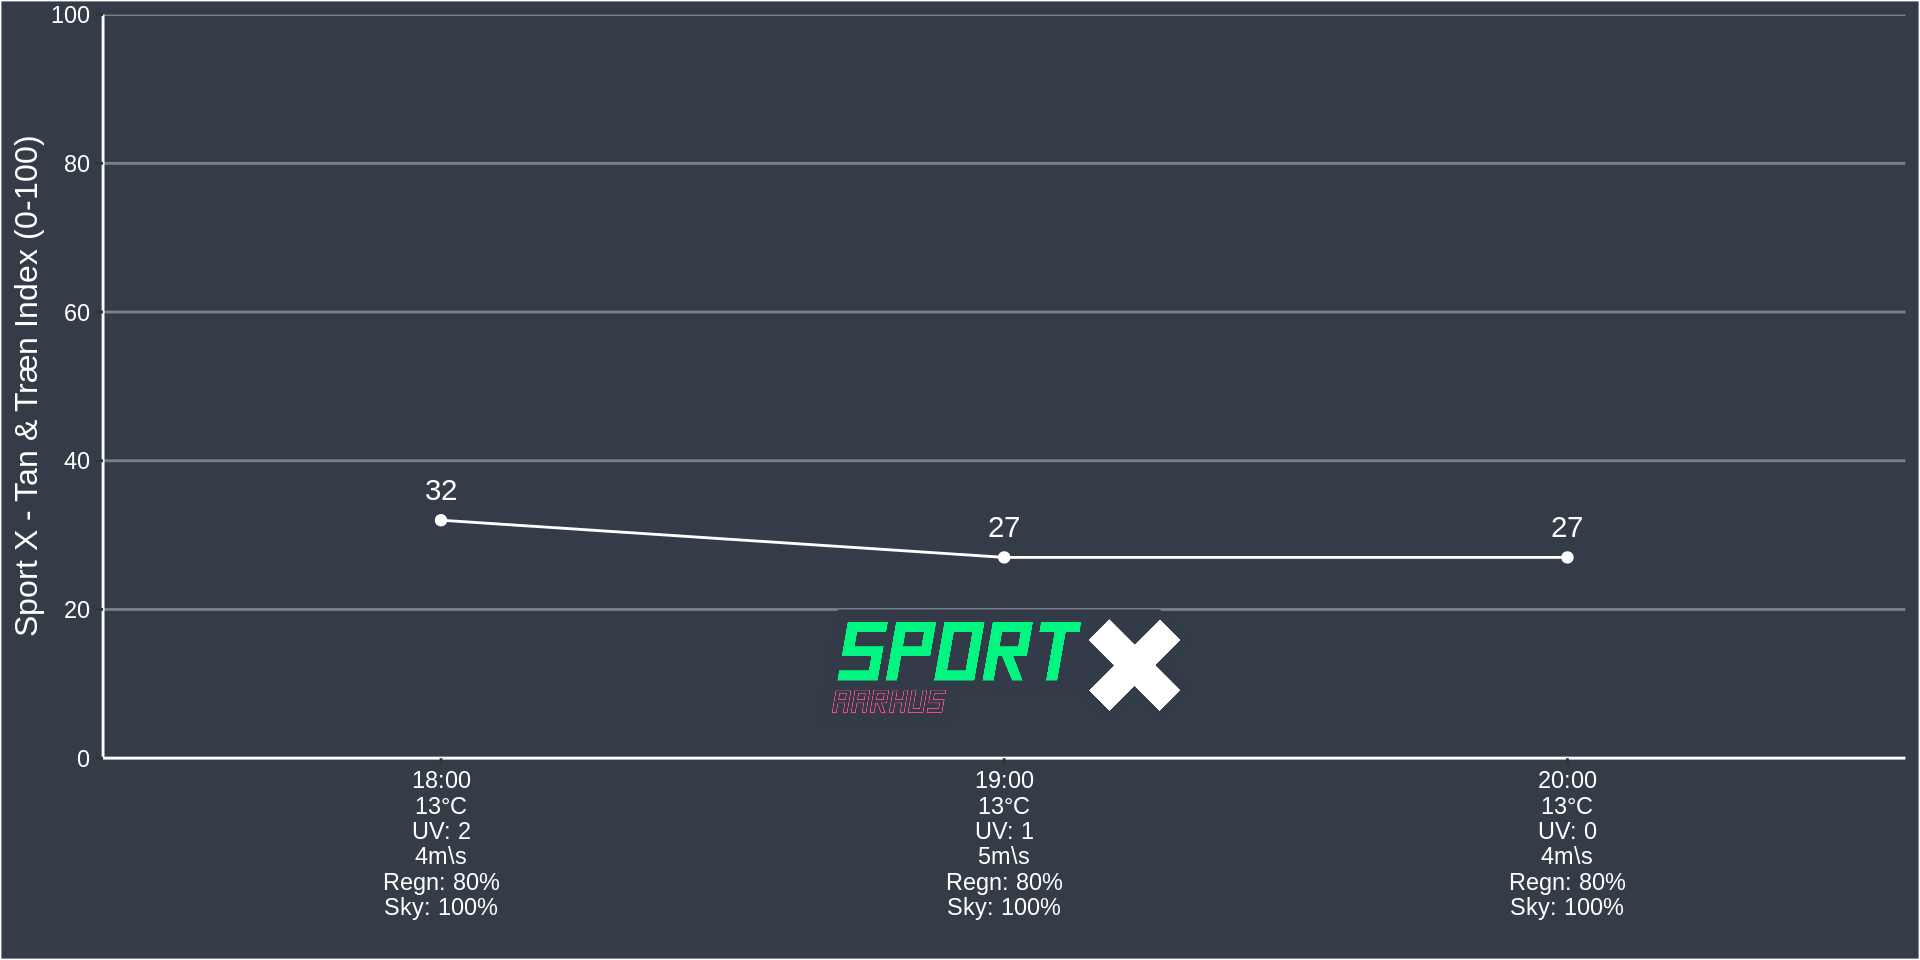 Sport X - Tan & Træn Index (0-100)
100
80
60
40
20
0
32
27
27
SPORT X
AARHUS
18:00
13°C
UV: 2
4m\s
Regn: 80%
Sky: 100%
19:00
13°C
UV: 1
5m\s
Regn: 80%
Sky: 100%
20:00
13°C
UV: 0
4m\s
Regn: 80%
Sky: 100%